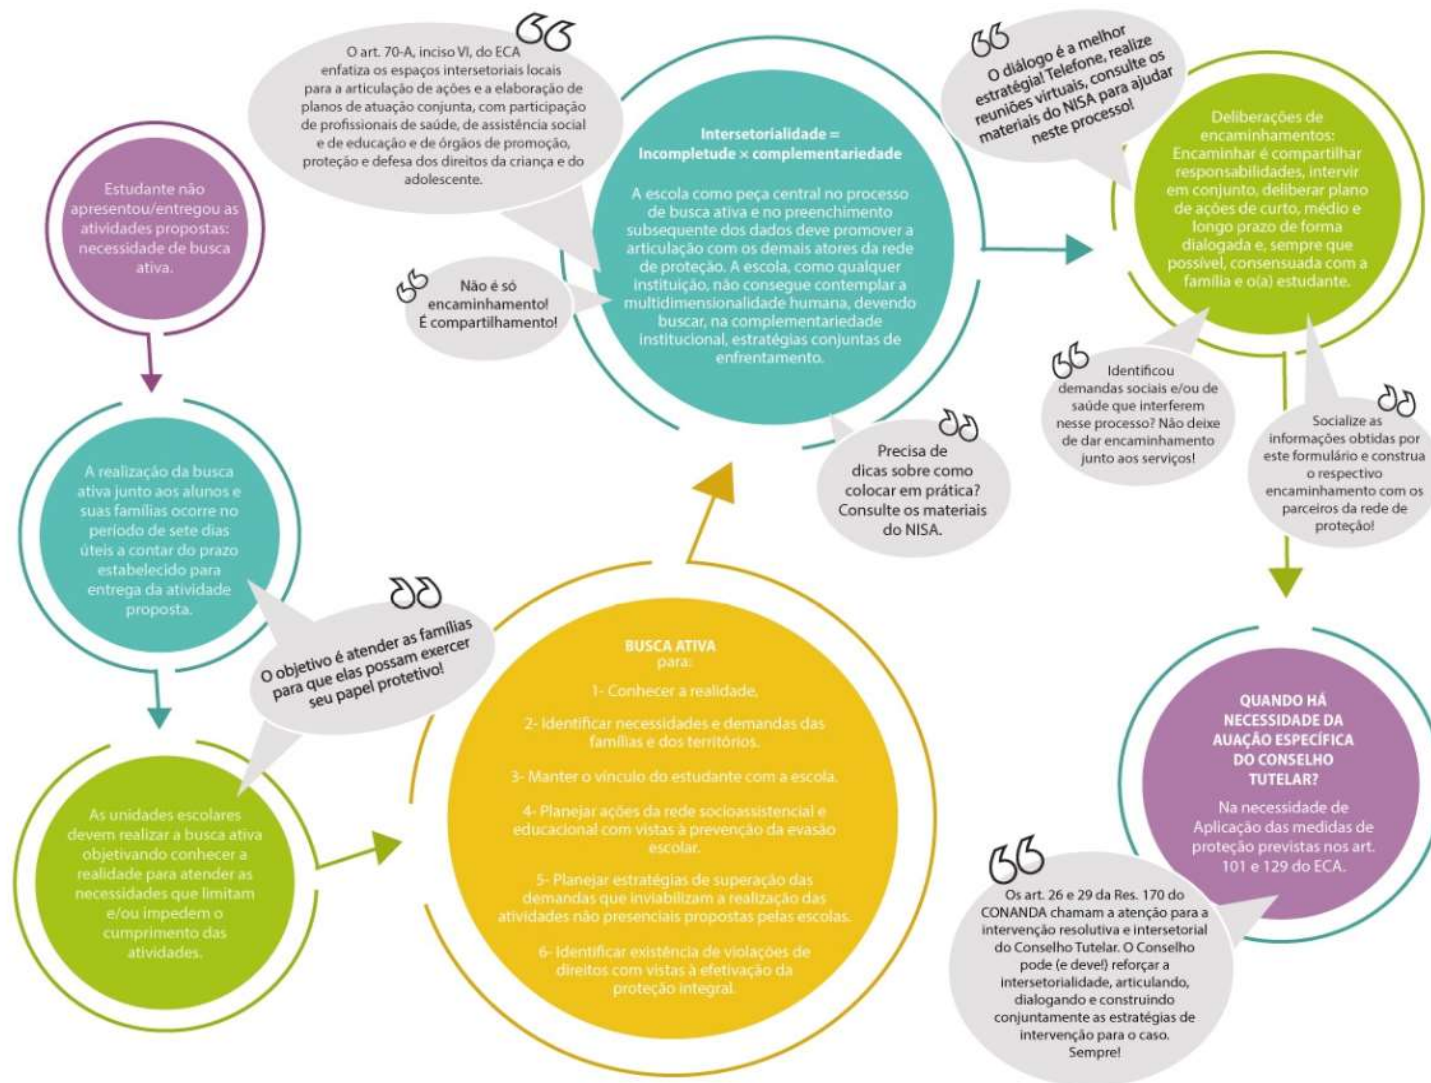 Estudante não
apresentou/entregou as
atividades propostas:
necessidade de busca
ativa.
A realização da busca
ativa junto aos alunos e
suas famílias ocorre no
período de sete dias
úteis a contar do prazo
estabelecido para
entrega da atividade
proposta.
O objetivo é atender as famílias
para que elas possam exercer
seu papel protetivo!
As unidades escolares
devem realizar a busca ativa
objetivando conhecer a
realidade para atender as
necessidades que limitam
e/ou impedem o
cumprimento das
atividades.
BUSCA ATIVA
para:
1- Conhecer a realidade.
2- Identificar necessidades e demandas das
famílias e dos territórios.
3- Manter o vínculo do estudante com a escola.
4- Planejar ações da rede socioassistencial e
educacional com vistas à prevenção da evasão
escolar.
5- Planejar estratégias de superação das
demandas que inviabilizam a realização das
atividades não presenciais propostas pelas escolas.
6- Identificar existência de violações de
direitos com vistas à efetivação da
proteção integral.
O art. 70-A, inciso VI, do ECA
enfatiza os espaços intersetoriais locais
para a articulação de ações e a elaboração de
planos de atuação conjunta, com participação
de profissionais de saúde, de assistência social
e de educação e de órgãos de promoção,
proteção e defesa dos direitos da criança e do
adolescente.
Não é só
encaminhamento!
É compartilhamento!
Intersetorialidade =
Incompletude × complementariedade
A escola como peça central no processo
de busca ativa e no preenchimento
subsequente dos dados deve promover a
articulação com os demais atores da rede
de proteção. A escola, como qualquer
instituição, não consegue contemplar a
multidimensionalidade humana, devendo
buscar, na complementariedade
institucional, estratégias conjuntas de
enfrentamento.
Precisa de
dicas sobre como
colocar em prática?
Consulte os materiais
do NISA.
O diálogo é a melhor
estratégia! Telefone, realize
reuniões virtuais, consulte os
materiais do NISA para ajudar
neste processo!
Deliberações de
encaminhamentos:
Encaminhar é compartilhar
responsabilidades, intervir
em conjunto, deliberar plano
de ações de curto, médio e
longo prazo de forma
dialogada e, sempre que
possível, consensuada com a
família e o(a) estudante.
Identificou
demandas sociais e/ou de
saúde que interferem
nesse processo? Não deixe
de dar encaminhamento
junto aos serviços!
Socialize as
informações obtidas por
este formulário e construa
o respectivo
encaminhamento com os
parceiros da rede de
proteção!
QUANDO HÁ
NECESSIDADE DA
AUAÇÃO ESPECÍFICA
DO CONSELHO
TUTELAR?
Na necessidade de
Aplicação das medidas de
proteção previstas nos art.
101 e 129 do ECA.
Os art. 26 e 29 da Res. 170 do
CONANDA chamam a atenção para a
intervenção resolutiva e intersetorial
do Conselho Tutelar. O Conselho
pode (e deve!) reforçar a
intersetorialidade, articulando,
dialogando e construindo
conjuntamente as estratégias de
intervenção para o caso.
Sempre!